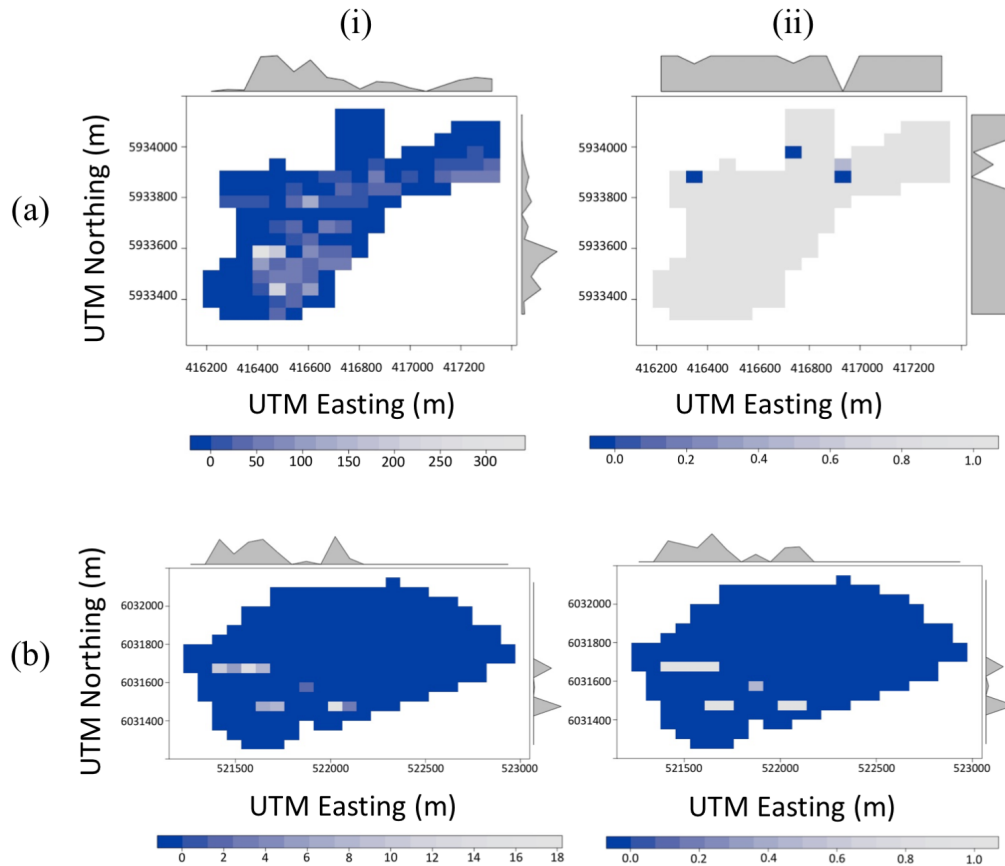 (i) (ii)
(a)
UTM Northing (m)
5934000
5933800
5933600
5933400
416200 416400 416600 416800 417000 417200
UTM Easting (m)
0 50 100 150 200 250 300
5934000
5933800
5933600
5933400
416200 416400 416600 416800 417000 417200
UTM Easting (m)
0.0 0.2 0.4 0.6 0.8 1.0
(b)
UTM Northing (m)
6032000
6031800
6031600
6031400
521500 522000 522500 523000
UTM Easting (m)
0 2 4 6 8 10 12 14 16 18
6032000
6031800
6031600
6031400
521500 522000 522500 523000
UTM Easting (m)
0.0 0.2 0.4 0.6 0.8 1.0